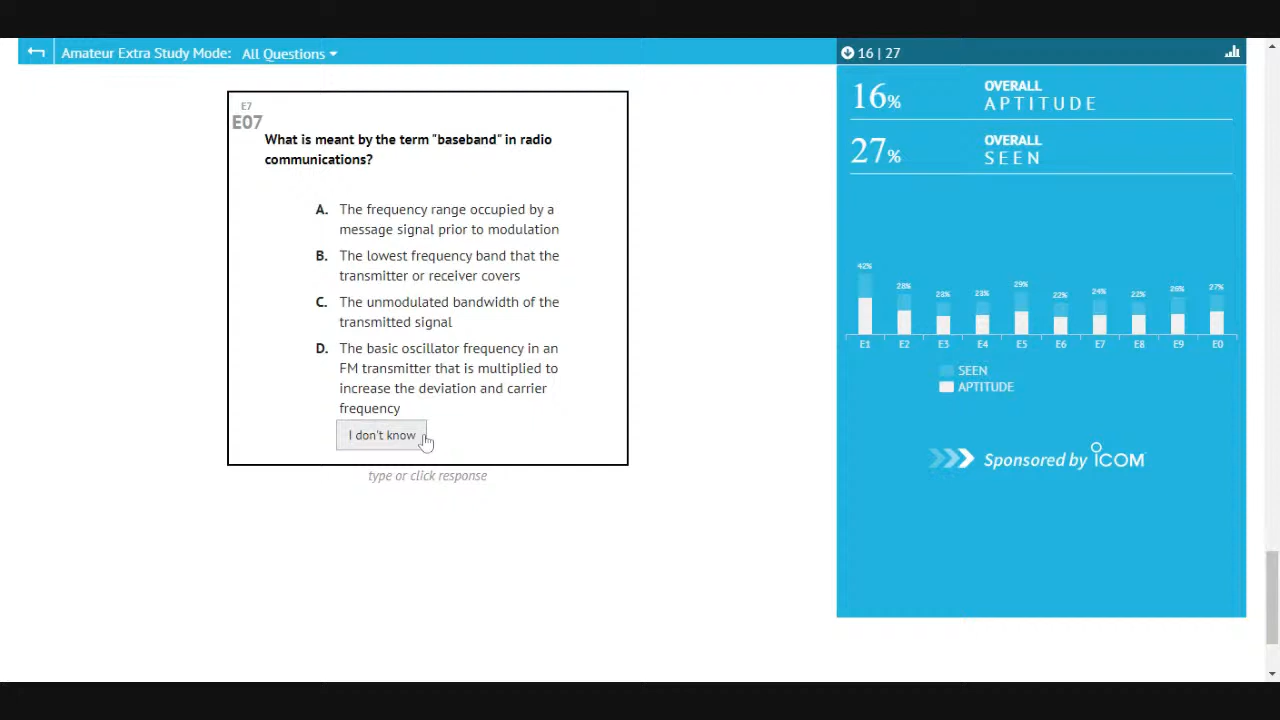 Amateur Extra Study Mode: All Questions
16 | 27
E7
E07
What is meant by the term "baseband" in radio
communications?
A. The frequency range occupied by a
message signal prior to modulation
B. The lowest frequency band that the
transmitter or receiver covers
C. The unmodulated bandwidth of the
transmitted signal
D. The basic oscillator frequency in an
FM transmitter that is multiplied to
increase the deviation and carrier
frequency
I don't know
type or click response
16% OVERALL
APTITUDE
27% OVERALL
SEEN
42% 28% 23% 23% 29% 22% 24% 22% 26% 27%
E1 E2 E3 E4 E5 E6 E7 E8 E9 E0
SEEN
APTITUDE
Sponsored by ICOM